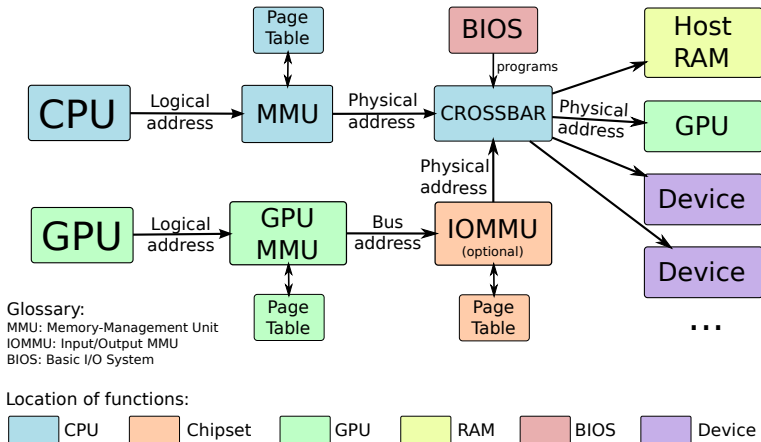 Page
Table
BIOS
Host
RAM
programs
CPU
Logical
address
MMU
Physical
address
CROSSBAR
Physical
address
GPU
Physical
address
Device
GPU
Logical
address
GPU
MMU
Bus
address
IOMMU
(optional)
Device
Page
Table
Page
Table
...
Glossary:
MMU: Memory-Management Unit
IOMMU: Input/Output MMU
BIOS: Basic I/O System
Location of functions:
CPU
Chipset
GPU
RAM
BIOS
Device